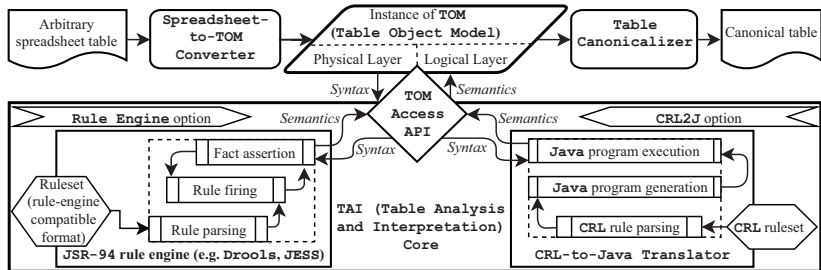 Arbitrary
spreadsheet table
Spreadsheet-
to-TOM
Converter
Instance of TOM
(Table Object Model)
Physical Layer
Logical Layer
Table
Canonicalizer
Canonical table
Syntax
Semantics
TOM
Access
API
Rule Engine option
CRL2J option
Semantics
Syntax
Semantics
Syntax
Fact assertion
Rule firing
Rule parsing
Ruleset
(rule-engine
compatible
format)
JSR-94 rule engine (e.g. Drools, JESS)
TAI (Table Analysis
and Interpretation)
Core
Java program execution
Java program generation
CRL rule parsing
CRL ruleset
CRL-to-Java Translator